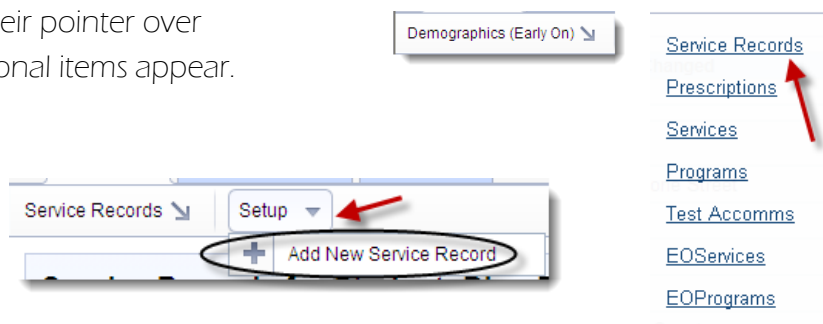 eir pointer over
onal items appear.
Demographics (Early On)
Service Records
Prescriptions
Services
Programs
Test Accomms
EOServices
EOPrograms
Service Records
Setup
Add New Service Record